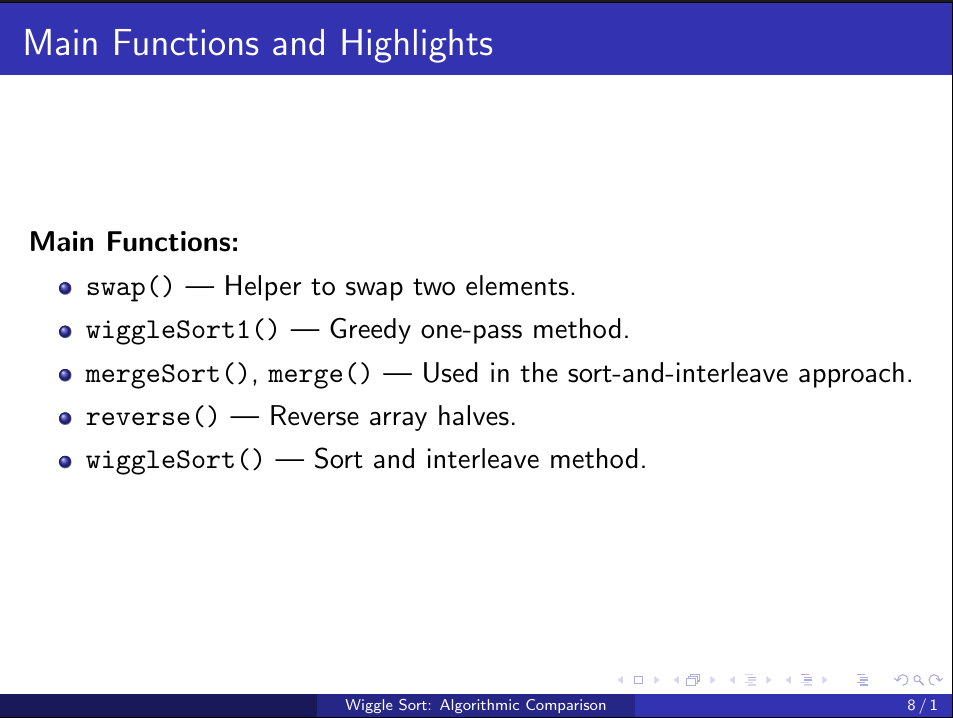 Main Functions and Highlights
Main Functions:
swap() — Helper to swap two elements.
wiggleSort1() — Greedy one-pass method.
mergeSort(), merge() — Used in the sort-and-interleave approach.
reverse() — Reverse array halves.
wiggleSort() — Sort and interleave method.
Wiggle Sort: Algorithmic Comparison
8 / 1